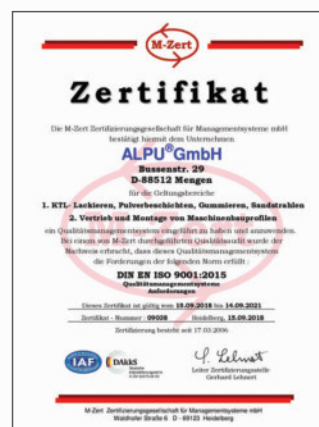 M-Zert
Zertifikat
Die M-Zert Zertifizierungsgesellschaft für Managementsysteme mbH
bestätigt hiermit dem Unternehmen
ALPU®GmbH
Bussenstr. 29
D-88512 Mengen
für die Geltungsbereiche
1. KTL- Lackieren, Pulverbeschichten, Gummieren, Sandstrahlen
2. Vertrieb und Montage von Maschinenbauprofilen
ein Qualitätsmanagementsystem eingeführt zu haben und anzuwenden.
Bei einem von M-Zert durchgeführten Qualitätsaudit wurde der
Nachweis erbracht, dass dieses Qualitätsmanagementsystem
die Forderungen der folgenden Norm erfüllt :
DIN EN ISO 9001:2015
Qualitätsmanagementsysteme
Anforderungen
Dieses Zertifikat ist gültig vom 15.09.2018 bis 14.09.2021
Zertifikat - Nummer : 09038 Heidelberg, 15.09.2018
Zertifizierung besteht seit 17.03.2006
IAF
DAkkS
Deutsche
Akkreditierungsstelle
G. Lehnert
Leiter Zertifizierungsstelle
Gerhard Lehnert
M-Zert Zertifizierungsgesellschaft für Managementsysteme mbH
Waldhofer Straße 6 D - 69123 Heidelberg